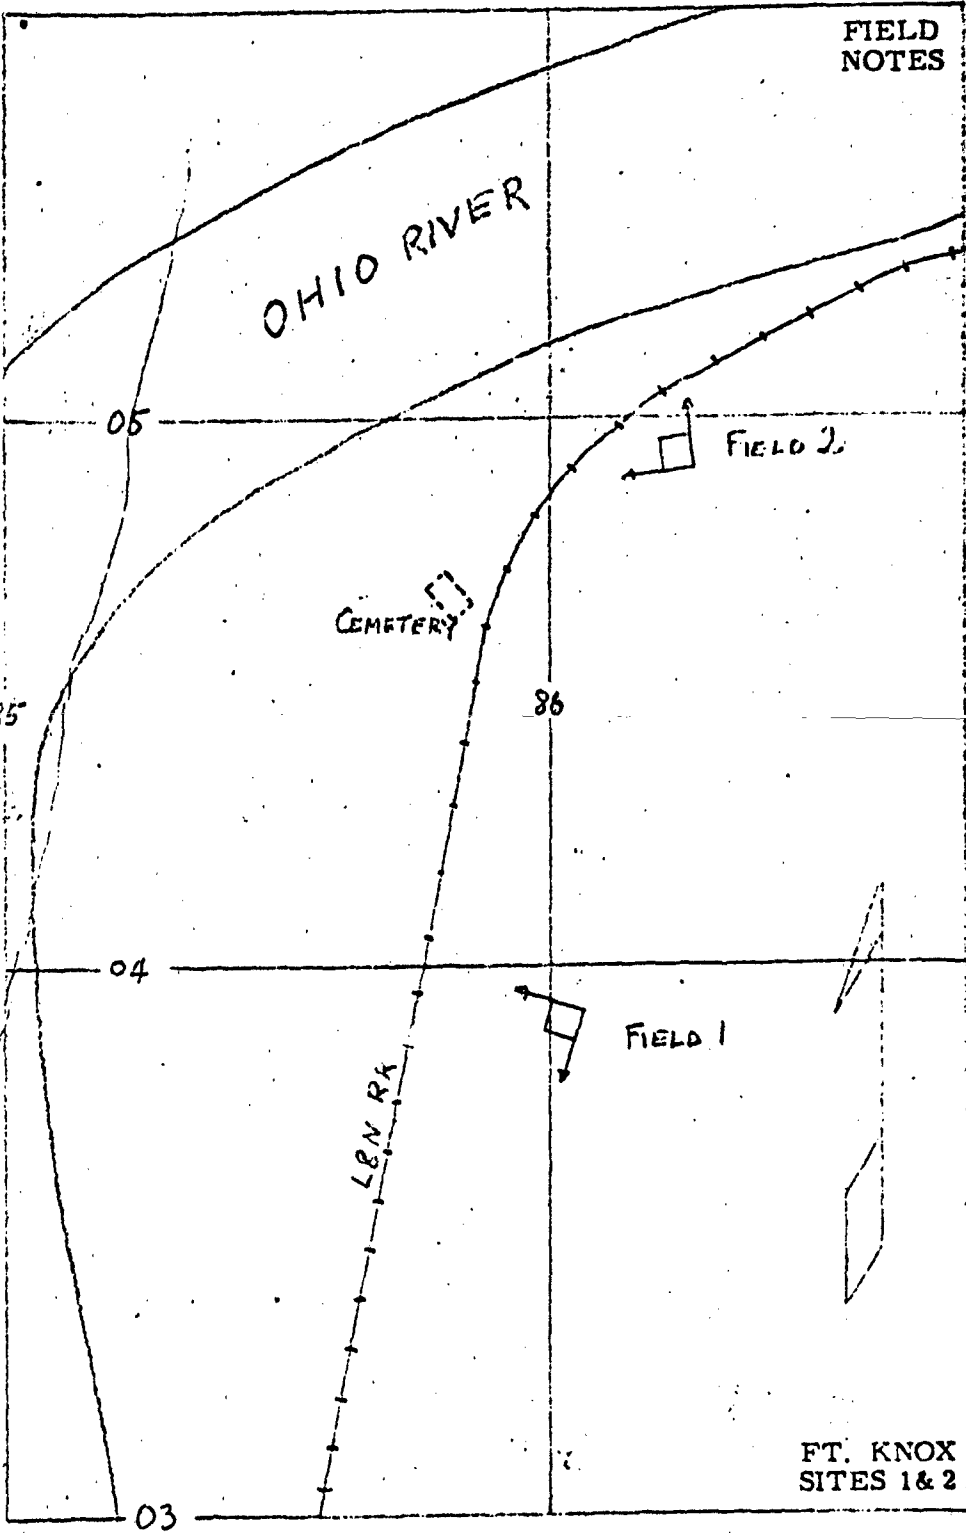 FIELD
NOTES
OHIO RIVER
05
FIELD 2
CEMETERY
86
04
FIELD 1
L&N RR
FT. KNOX
SITES 1 & 2
03